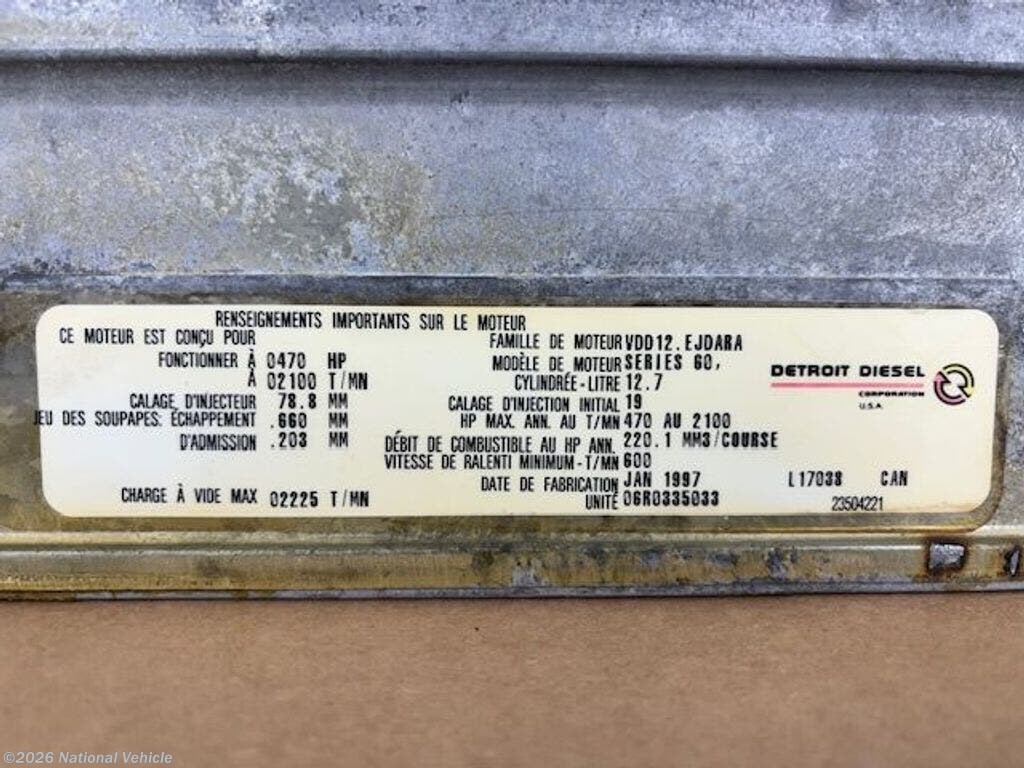 RENSEIGNEMENTS IMPORTANTS SUR LE MOTEUR
CE MOTEUR EST CONÇU POUR
FONCTIONNER À 0470 HP
À 02100 T/MN
CALAGE D'INJECTEUR 78.8 MM
JEU DES SOUPAPES: ÉCHAPPEMENT .660 MM
D'ADMISSION .203 MM
CHARGE À VIDE MAX 02225 T/MN
FAMILLE DE MOTEUR VDD12.EJDARA
MODÈLE DE MOTEUR SERIES 60,
CYLINDRÉE-LITRE 12.7
CALAGE D'INJECTION INITIAL 19
HP MAX. ANN. AU T/MN 470 AU 2100
DÉBIT DE COMBUSTIBLE AU HP ANN. 220.1 MM3/COURSE
VITESSE DE RALENTI MINIMUM-T/MN 600
DATE DE FABRICATION JAN 1997 L17038 CAN
UNITÉ 06R0335033 23504221
DETROIT DIESEL
CORPORATION
U.S.A.
©2026 National Vehicle